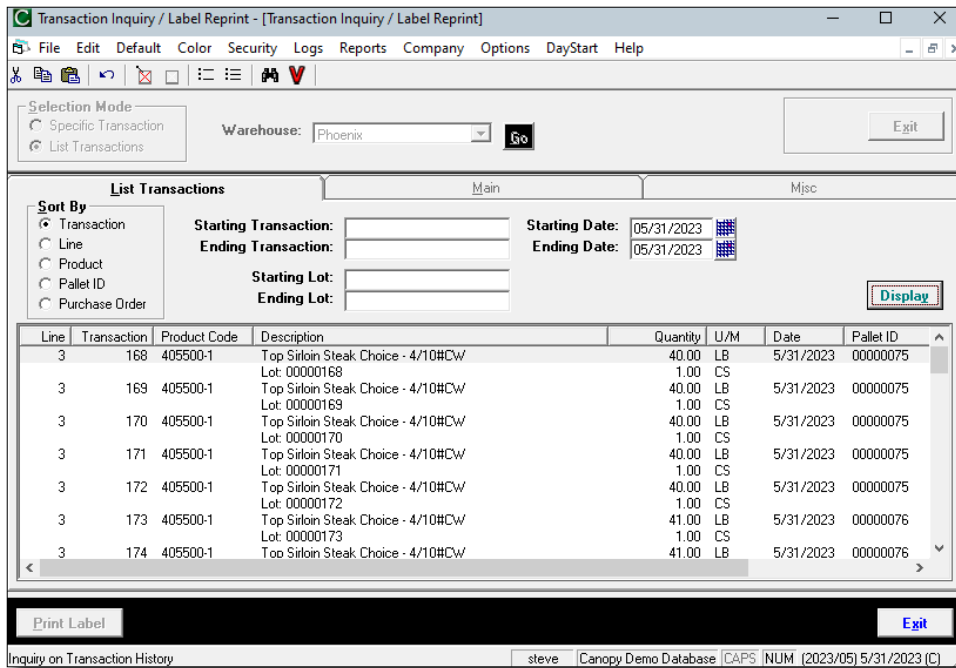 Transaction Inquiry / Label Reprint - [Transaction Inquiry / Label Reprint]
File Edit Default Color Security Logs Reports Company Options DayStart Help
Selection Mode
Specific Transaction
List Transactions
Warehouse: Phoenix
Go
Exit
List Transactions Main Misc
Sort By
Transaction
Line
Product
Pallet ID
Purchase Order
Starting Transaction:
Ending Transaction:
Starting Lot:
Ending Lot:
Starting Date: 05/31/2023
Ending Date: 05/31/2023
Display
Line Transaction Product Code Description Quantity U/M Date Pallet ID
3 168 405500-1 Top Sirloin Steak Choice - 4/10#CW 40.00 LB 5/31/2023 00000075
Lot: 00000168 1.00 CS
3 169 405500-1 Top Sirloin Steak Choice - 4/10#CW 40.00 LB 5/31/2023 00000075
Lot: 00000169 1.00 CS
3 170 405500-1 Top Sirloin Steak Choice - 4/10#CW 40.00 LB 5/31/2023 00000075
Lot: 00000170 1.00 CS
3 171 405500-1 Top Sirloin Steak Choice - 4/10#CW 40.00 LB 5/31/2023 00000075
Lot: 00000171 1.00 CS
3 172 405500-1 Top Sirloin Steak Choice - 4/10#CW 40.00 LB 5/31/2023 00000075
Lot: 00000172 1.00 CS
3 173 405500-1 Top Sirloin Steak Choice - 4/10#CW 41.00 LB 5/31/2023 00000076
Lot: 00000173 1.00 CS
3 174 405500-1 Top Sirloin Steak Choice - 4/10#CW 41.00 LB 5/31/2023 00000076
Print Label
Exit
Inquiry on Transaction History steve Canopy Demo Database CAPS NUM (2023/05) 5/31/2023 (C)